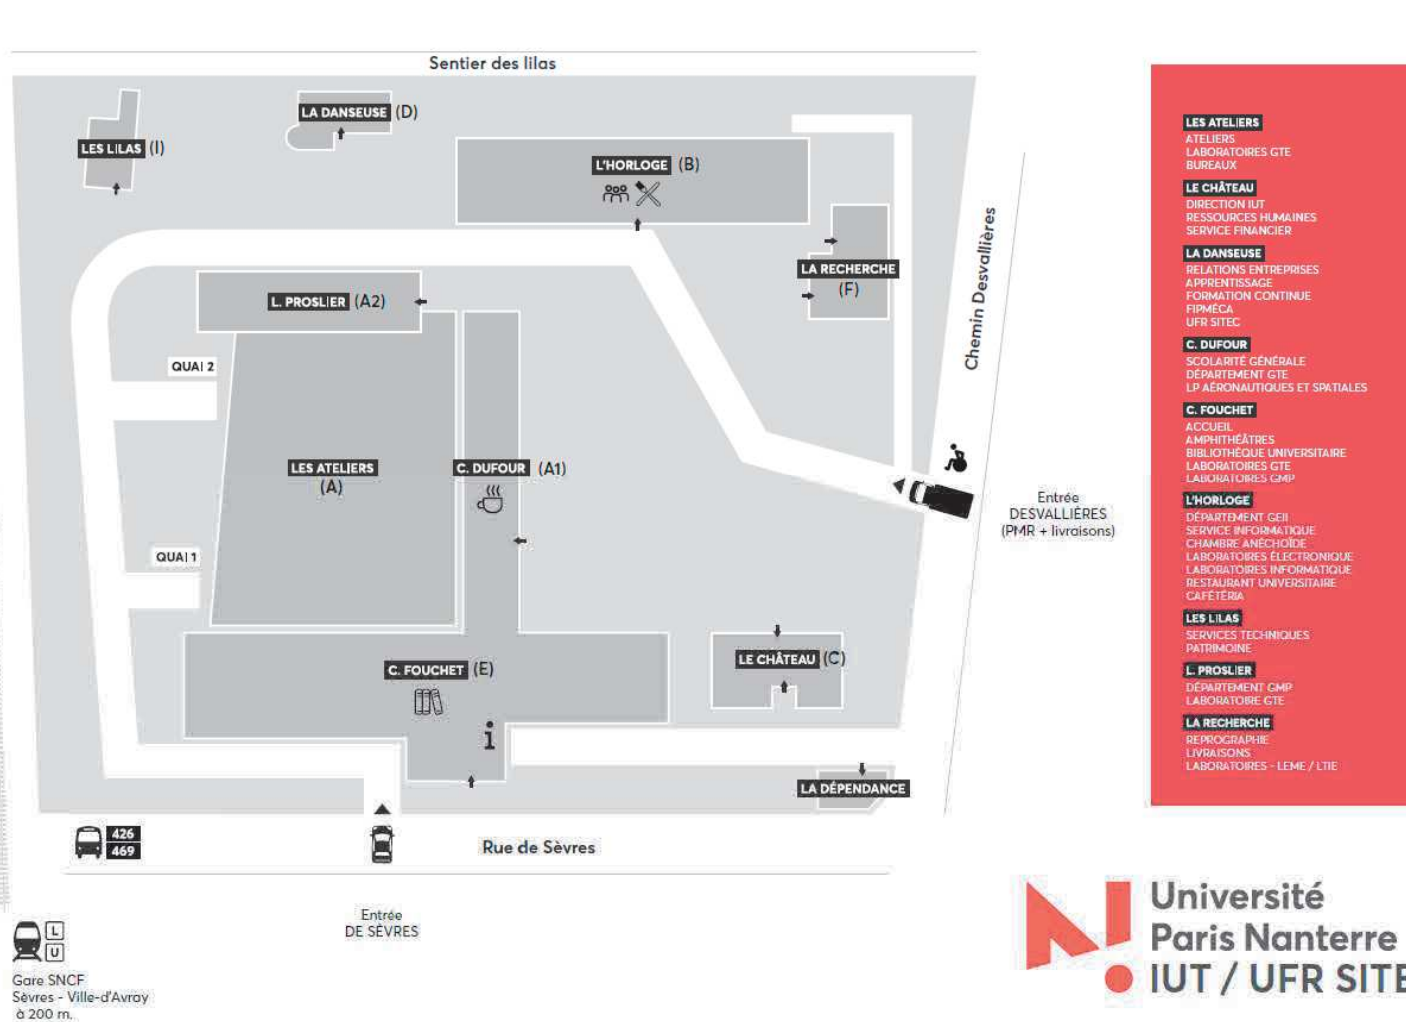 Sentier des lilas
LA DANSEUSE (D)
LES LILAS (I)
L'HORLOGE (B)
LA RECHERCHE
(F)
Chemin Desvallières
L. PROSLIER (A2)
QUAI 2
LES ATELIERS
(A)
C. DUFOUR (A1)
QUAI 1
Entrée
DESVALLIÈRES
(PMR + livraisons)
C. FOUCHET (E)
i
LE CHÂTEAU (C)
LA DÉPENDANCE
426
469
Rue de Sèvres
Entrée
DE SÈVRES
L
U
Gare SNCF
Sèvres - Ville-d'Avray
à 200 m.
LES ATELIERS
ATELIERS
LABORATOIRES GTE
BUREAUX
LE CHÂTEAU
DIRECTION IUT
RESSOURCES HUMAINES
SERVICE FINANCIER
LA DANSEUSE
RELATIONS ENTREPRISES
APPRENTISSAGE
FORMATION CONTINUE
FIPMÉCA
UFR SITEC
C. DUFOUR
SCOLARITÉ GÉNÉRALE
DÉPARTEMENT GTE
LP AÉRONAUTIQUES ET SPATIALES
C. FOUCHET
ACCUEIL
AMPHITHÉÂTRES
BIBLIOTHÈQUE UNIVERSITAIRE
LABORATOIRES GTE
LABORATOIRES GMP
L'HORLOGE
DÉPARTEMENT GEII
SERVICE INFORMATIQUE
CHAMBRE ANÉCHOÏDE
LABORATOIRES ÉLECTRONIQUE
LABORATOIRES INFORMATIQUE
RESTAURANT UNIVERSITAIRE
CAFÉTÉRIA
LES LILAS
SERVICES TECHNIQUES
PATRIMOINE
L. PROSLIER
DÉPARTEMENT GMP
LABORATOIRE GTE
LA RECHERCHE
REPROGRAPHIE
LIVRAISONS
LABORATOIRES - LEME / LTIE
Université
Paris Nanterre
IUT / UFR SITE